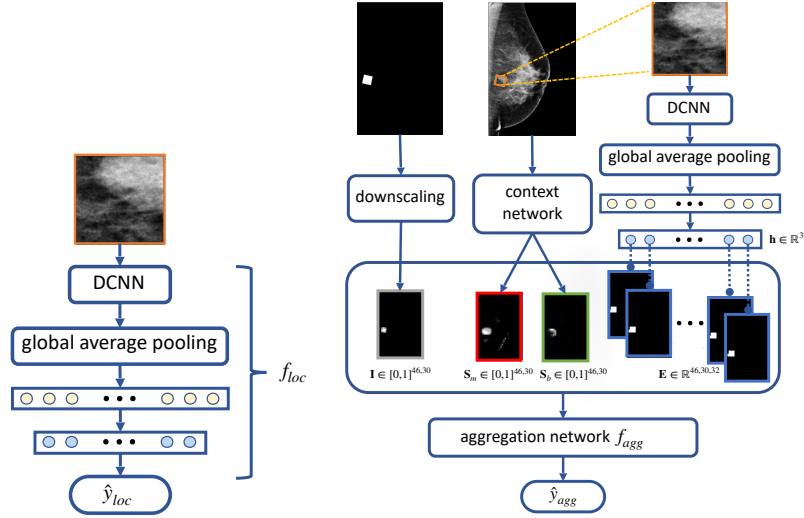 DCNN
global average pooling
• • •
• • •
ŷ_loc
f_loc
downscaling
context
network
DCNN
global average pooling
• • •
• • •
h ∈ ℝ³
I ∈ [0,1]^{46,30}
S_m ∈ [0,1]^{46,30}
S_b ∈ [0,1]^{46,30}
• • •
E ∈ ℝ^{46,30,32}
aggregation network f_agg
ŷ_agg